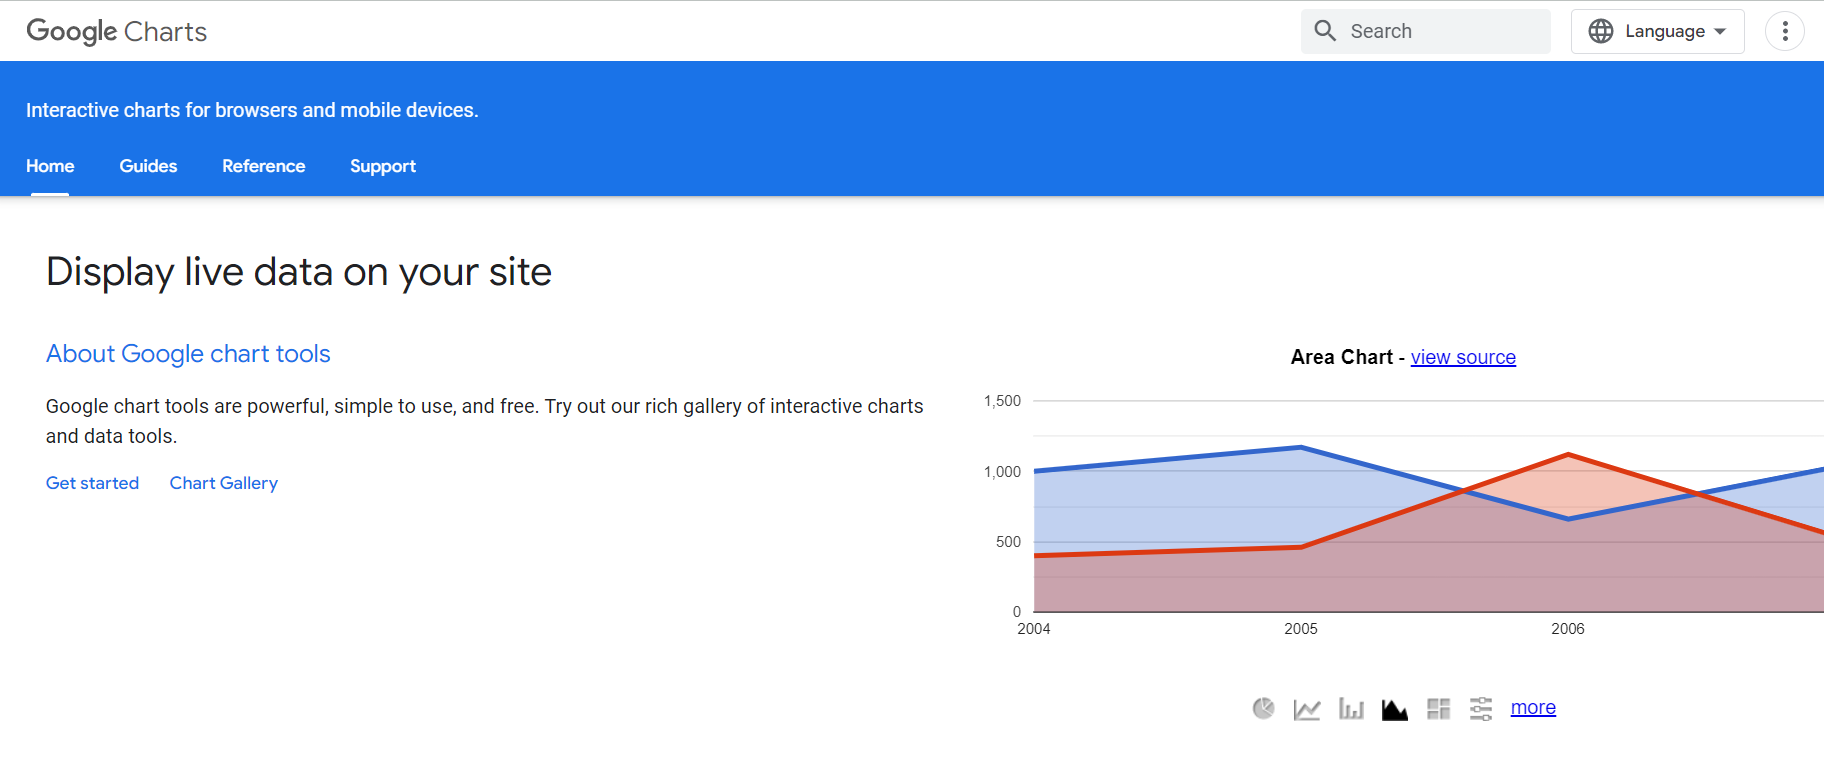 Google Charts
Search
Language
Interactive charts for browsers and mobile devices.
Home Guides Reference Support
Display live data on your site
About Google chart tools
Google chart tools are powerful, simple to use, and free. Try out our rich gallery of interactive charts
and data tools.
Get started Chart Gallery
Area Chart - view source
1,500
1,000
500
0
2004 2005 2006
more